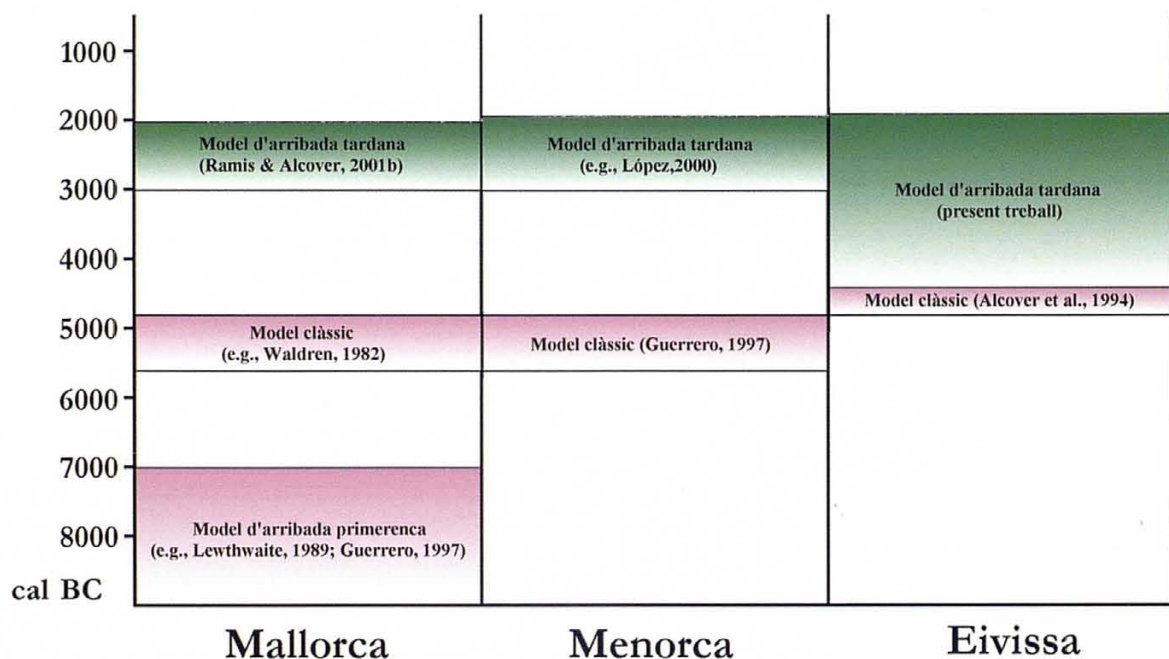 1000
2000
3000
4000
5000
6000
7000
8000
cal BC
Model d'arribada tardana
(Ramis & Alcover, 2001b)
Model clàssic
(e.g., Waldren, 1982)
Model d'arribada primerenca
(e.g., Lewthwaite, 1989; Guerrero, 1997)
Mallorca
Model d'arribada tardana
(e.g., López,2000)
Model clàssic (Guerrero, 1997)
Menorca
Model d'arribada tardana
(present treball)
Model clàssic (Alcover et al., 1994)
Eivissa